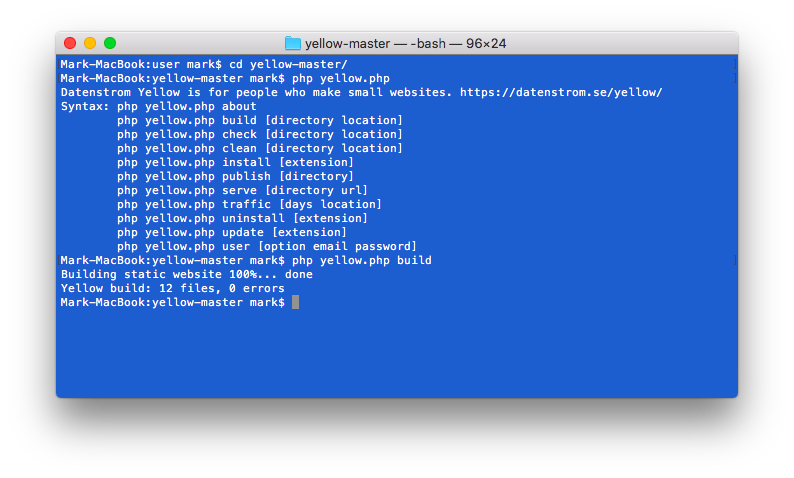 yellow-master — -bash — 96×24
Mark-MacBook:user mark$ cd yellow-master/
Mark-MacBook:yellow-master mark$ php yellow.php
Datenstrom Yellow is for people who make small websites. https://datenstrom.se/yellow/
Syntax: php yellow.php about
        php yellow.php build [directory location]
        php yellow.php check [directory location]
        php yellow.php clean [directory location]
        php yellow.php install [extension]
        php yellow.php publish [directory]
        php yellow.php serve [directory url]
        php yellow.php traffic [days location]
        php yellow.php uninstall [extension]
        php yellow.php update [extension]
        php yellow.php user [option email password]
Mark-MacBook:yellow-master mark$ php yellow.php build
Building static website 100%... done
Yellow build: 12 files, 0 errors
Mark-MacBook:yellow-master mark$